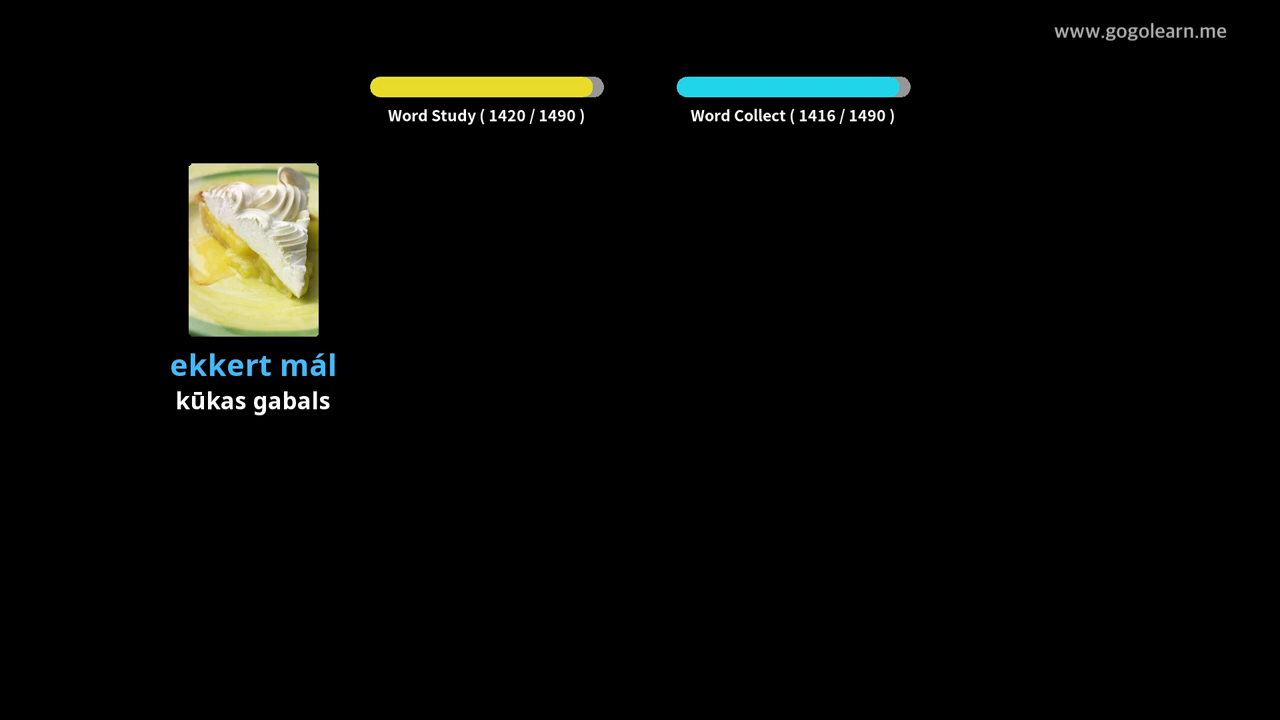 www.gogolearn.me
Word Study ( 1420 / 1490 )
Word Collect ( 1416 / 1490 )
ekkert mál
kūkas gabals